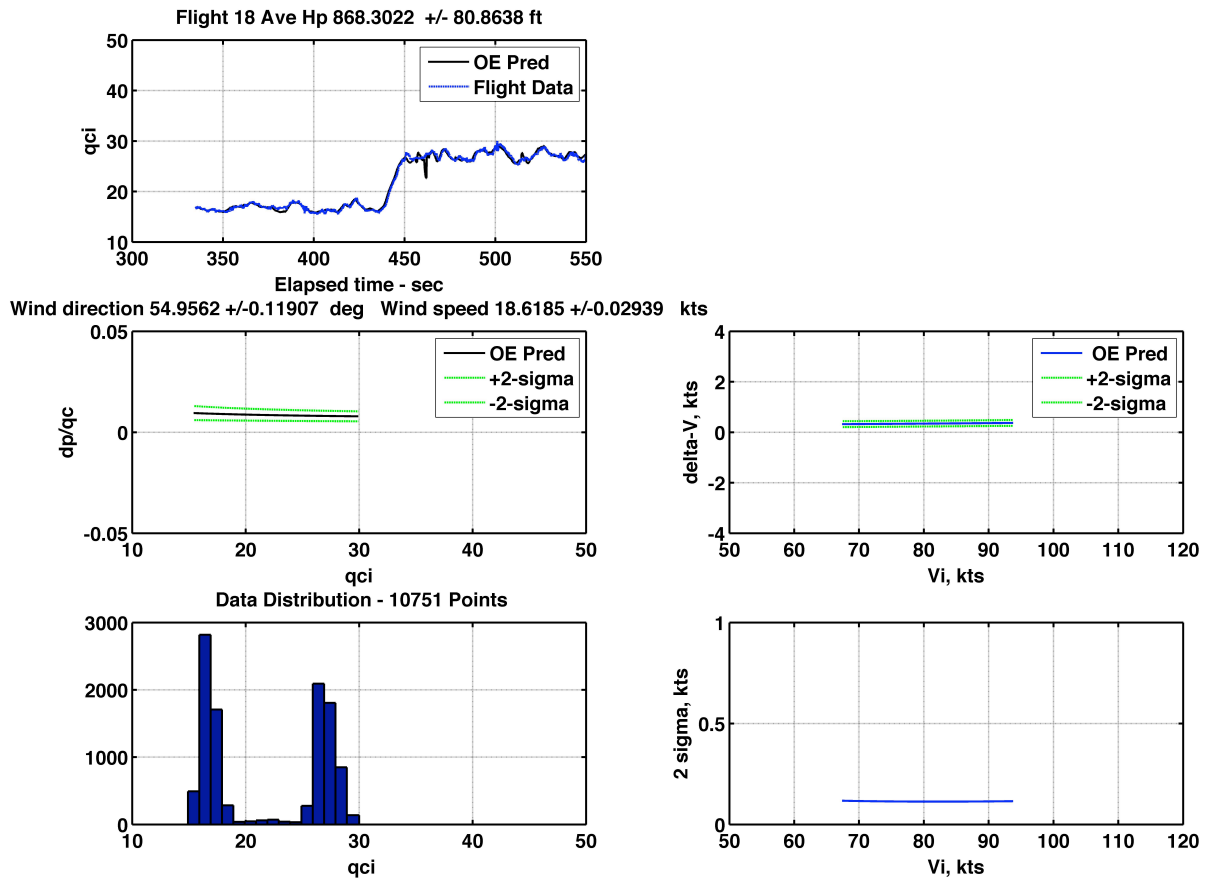 Flight 18 Ave Hp 868.3022 +/- 80.8638 ft
50
40
30
20
10
qci
OE Pred
Flight Data
300 350 400 450 500 550
Elapsed time - sec
Wind direction 54.9562 +/-0.11907 deg Wind speed 18.6185 +/-0.02939 kts
0.05
0
-0.05
dp/qc
OE Pred
+2-sigma
-2-sigma
10 20 30 40 50
qci
4
2
0
-2
-4
delta-V, kts
OE Pred
+2-sigma
-2-sigma
50 60 70 80 90 100 110 120
Vi, kts
Data Distribution - 10751 Points
3000
2000
1000
0
10 20 30 40 50
qci
1
0.5
0
2 sigma, kts
50 60 70 80 90 100 110 120
Vi, kts